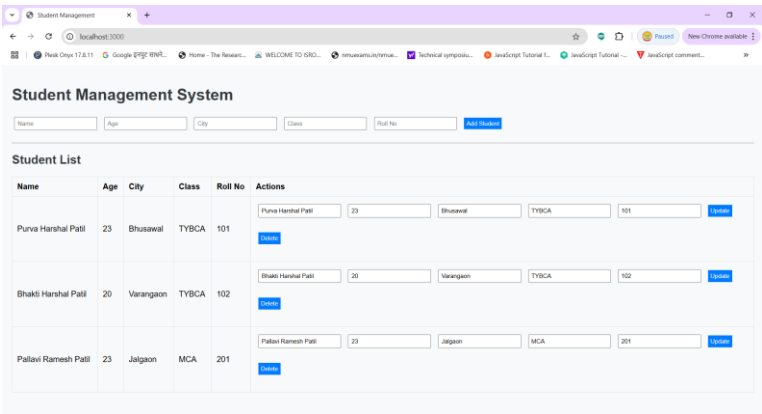 Student Management
localhost:3000
Paused
New Chrome available
Plesk Onyx 17.8.11
Google इनपुट साधने...
Home - The Researc...
WELCOME TO ISRO...
nmuexams.in/nmue...
Technical symposiu...
JavaScript Tutorial f...
JavaScript Tutorial -...
JavaScript comment...
Student Management System
Name Age City Class Roll No Add Student
Student List
Name Age City Class Roll No Actions
Purva Harshal Patil 23 Bhusawal TYBCA 101 Purva Harshal Patil 23 Bhusawal TYBCA 101 Update
Delete
Bhakti Harshal Patil 20 Varangaon TYBCA 102 Bhakti Harshal Patil 20 Varangaon TYBCA 102 Update
Delete
Pallavi Ramesh Patil 23 Jalgaon MCA 201 Pallavi Ramesh Patil 23 Jalgaon MCA 201 Update
Delete